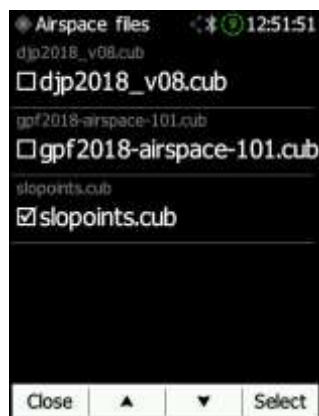 Airspace files 9 12:51:51
djp2018_v08.cub
djp2018_v08.cub
gpf2018-airspace-101.cub
gpf2018-airspace-101.cub
slopoints.cub
slopoints.cub
Close ▲ ▼ Select